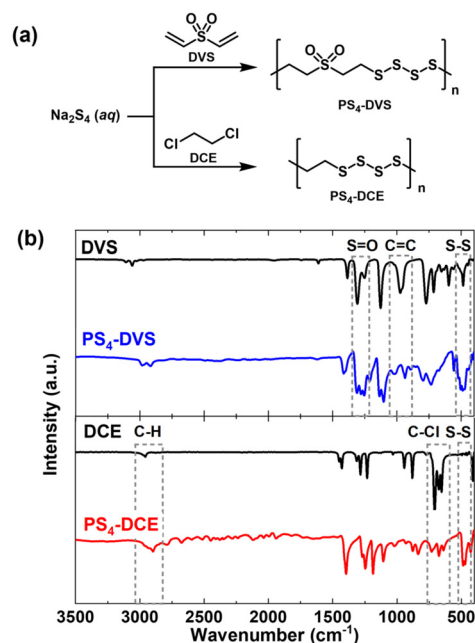 (a)
DVS
Na₂S₄ (aq)
Cl
Cl
DCE
O O
S
S S S S
n
PS₄-DVS
S S S S
n
PS₄-DCE
(b)
DVS
S=O C=C S-S
PS₄-DVS
DCE
C-H C-Cl S-S
PS₄-DCE
Intensity (a.u.)
3500 3000 2500 2000 1500 1000 500
Wavenumber (cm⁻¹)